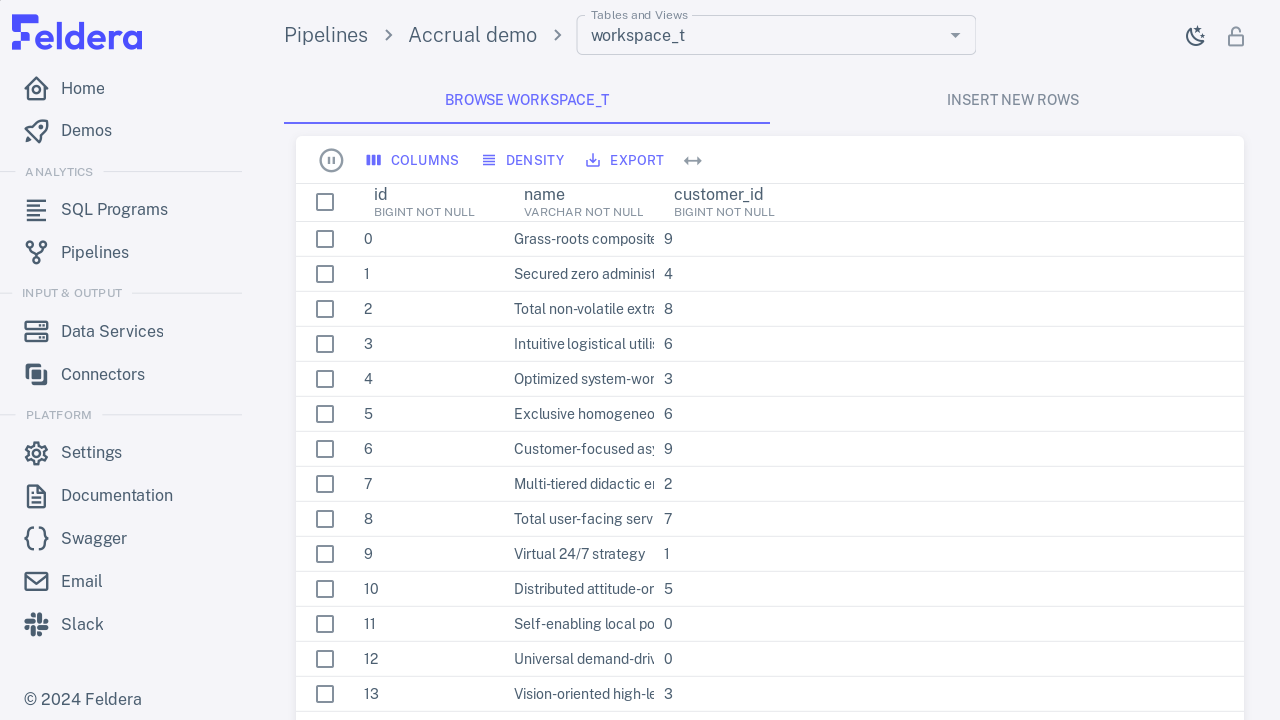 Feldera
Home
Demos
ANALYTICS
SQL Programs
Pipelines
INPUT & OUTPUT
Data Services
Connectors
PLATFORM
Settings
Documentation
Swagger
Email
Slack
© 2024 Feldera
Pipelines
Accrual demo
Tables and Views
workspace_t
BROWSE WORKSPACE_T
INSERT NEW ROWS
COLUMNS DENSITY EXPORT
id name customer_id
BIGINT NOT NULL VARCHAR NOT NULL BIGINT NOT NULL
0 Grass-roots composite 9
1 Secured zero administ 4
2 Total non-volatile extra 8
3 Intuitive logistical utilis 6
4 Optimized system-wor 3
5 Exclusive homogeneo 6
6 Customer-focused asy 9
7 Multi-tiered didactic en 2
8 Total user-facing serv 7
9 Virtual 24/7 strategy 1
10 Distributed attitude-or 5
11 Self-enabling local po 0
12 Universal demand-driv 0
13 Vision-oriented high-le 3